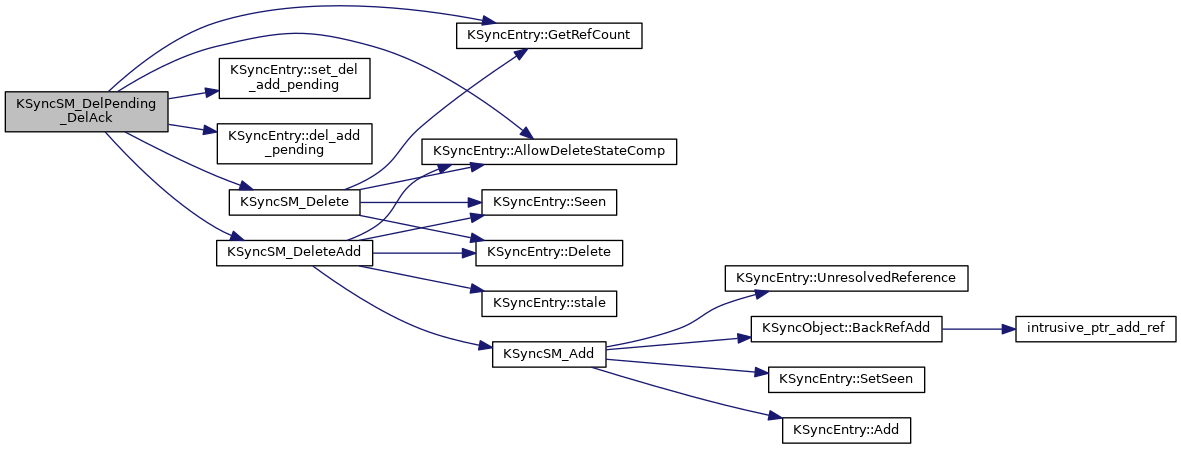 KSyncSM_DelPending
_DelAck
KSyncEntry::GetRefCount
KSyncEntry::set_del
_add_pending
KSyncEntry::del_add
_pending
KSyncEntry::AllowDeleteStateComp
KSyncSM_Delete
KSyncEntry::Seen
KSyncSM_DeleteAdd
KSyncEntry::Delete
KSyncEntry::stale
KSyncSM_Add
KSyncEntry::UnresolvedReference
KSyncObject::BackRefAdd
intrusive_ptr_add_ref
KSyncEntry::SetSeen
KSyncEntry::Add